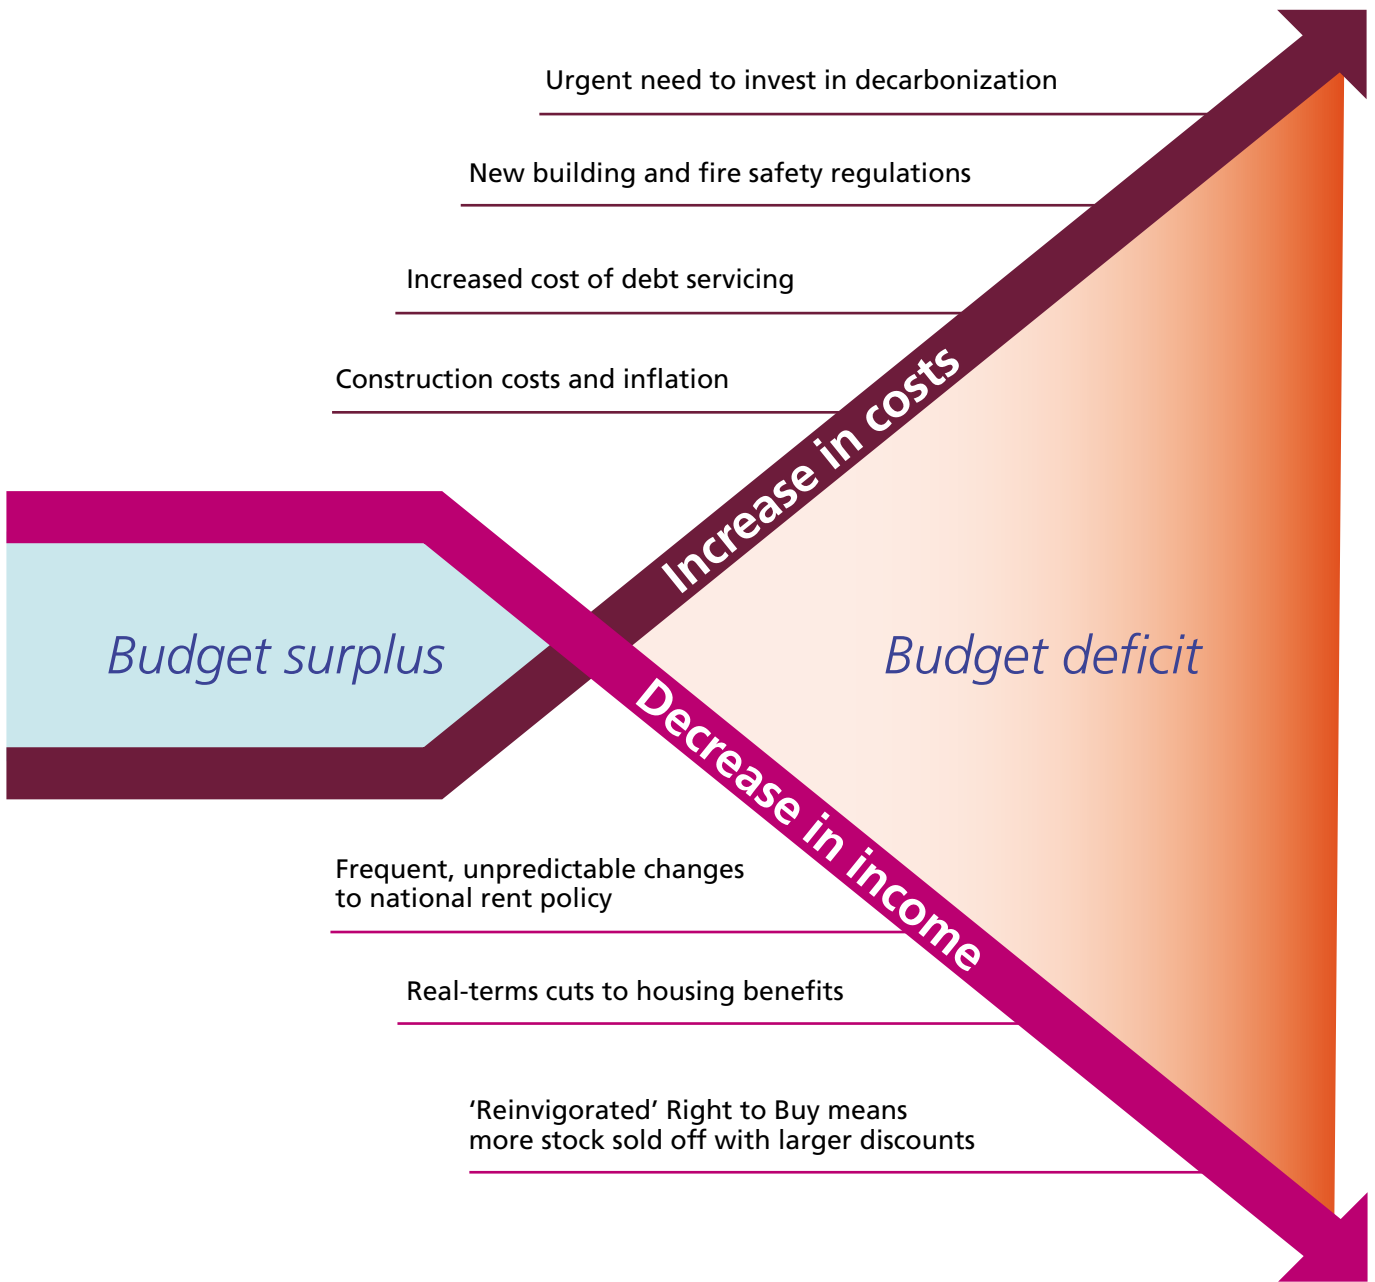 Urgent need to invest in decarbonization
New building and fire safety regulations
Increased cost of debt servicing
Construction costs and inflation
Increase in costs
Budget surplus
Budget deficit
Decrease in income
Frequent, unpredictable changes
to national rent policy
Real-terms cuts to housing benefits
‘Reinvigorated’ Right to Buy means
more stock sold off with larger discounts